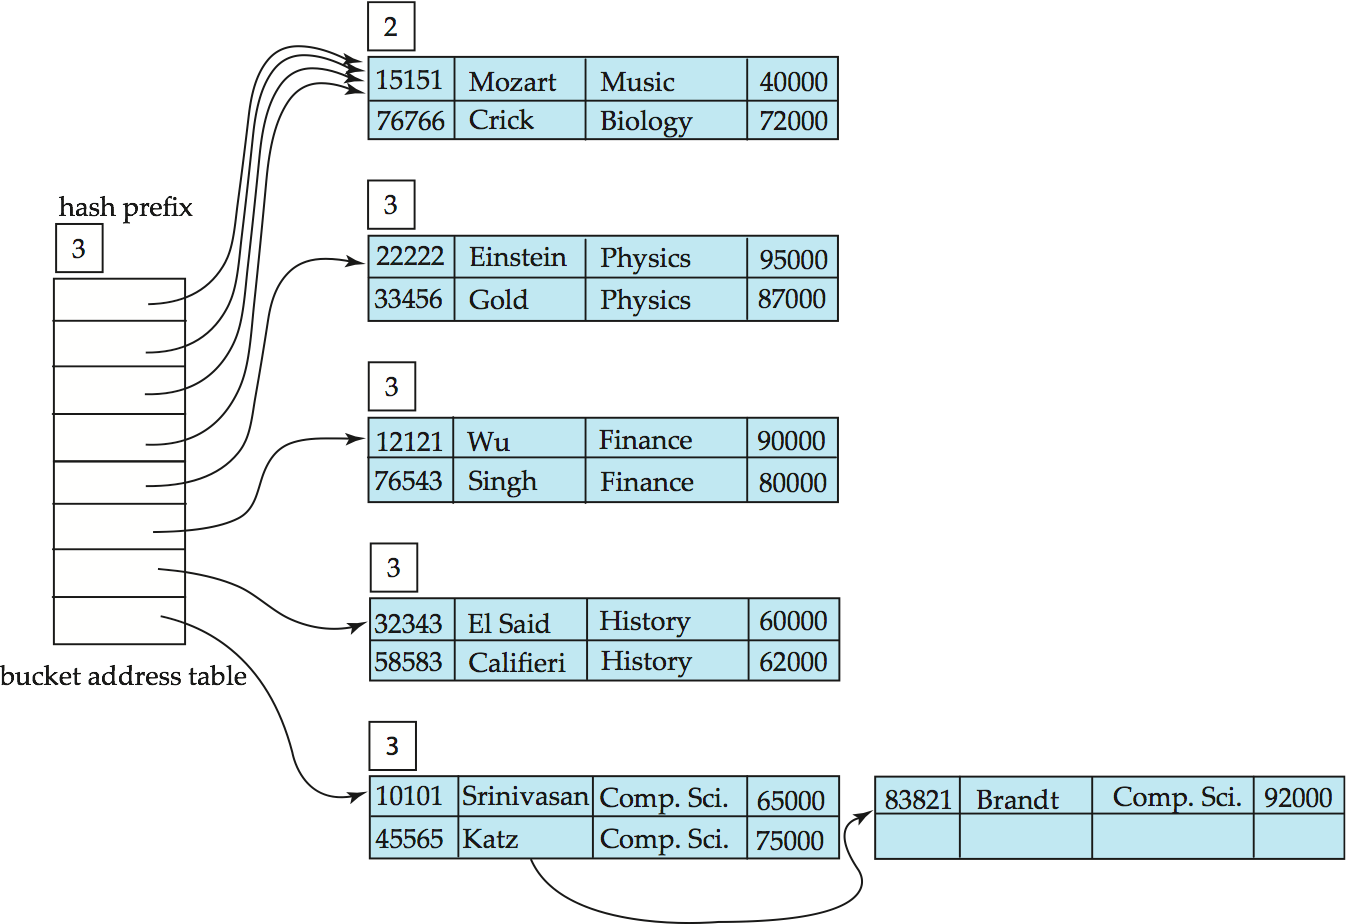 2
15151 Mozart Music 40000
76766 Crick Biology 72000
hash prefix
3
3
22222 Einstein Physics 95000
33456 Gold Physics 87000
3
12121 Wu Finance 90000
76543 Singh Finance 80000
3
32343 El Said History 60000
58583 Califieri History 62000
bucket address table
3
10101 Srinivasan Comp. Sci. 65000
45565 Katz Comp. Sci. 75000
83821 Brandt Comp. Sci. 92000